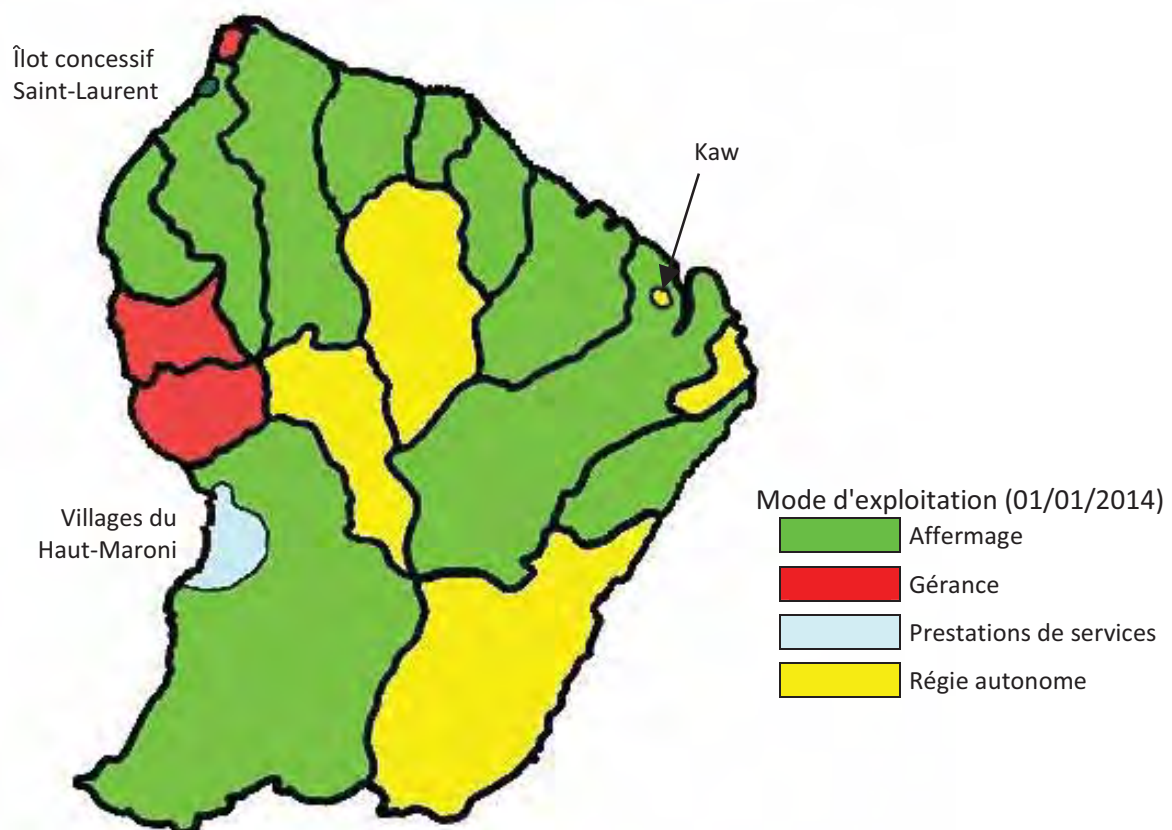 Îlot concessif
Saint-Laurent
Kaw
Villages du
Haut-Maroni
Mode d'exploitation (01/01/2014)
Affermage
Gérance
Prestations de services
Régie autonome